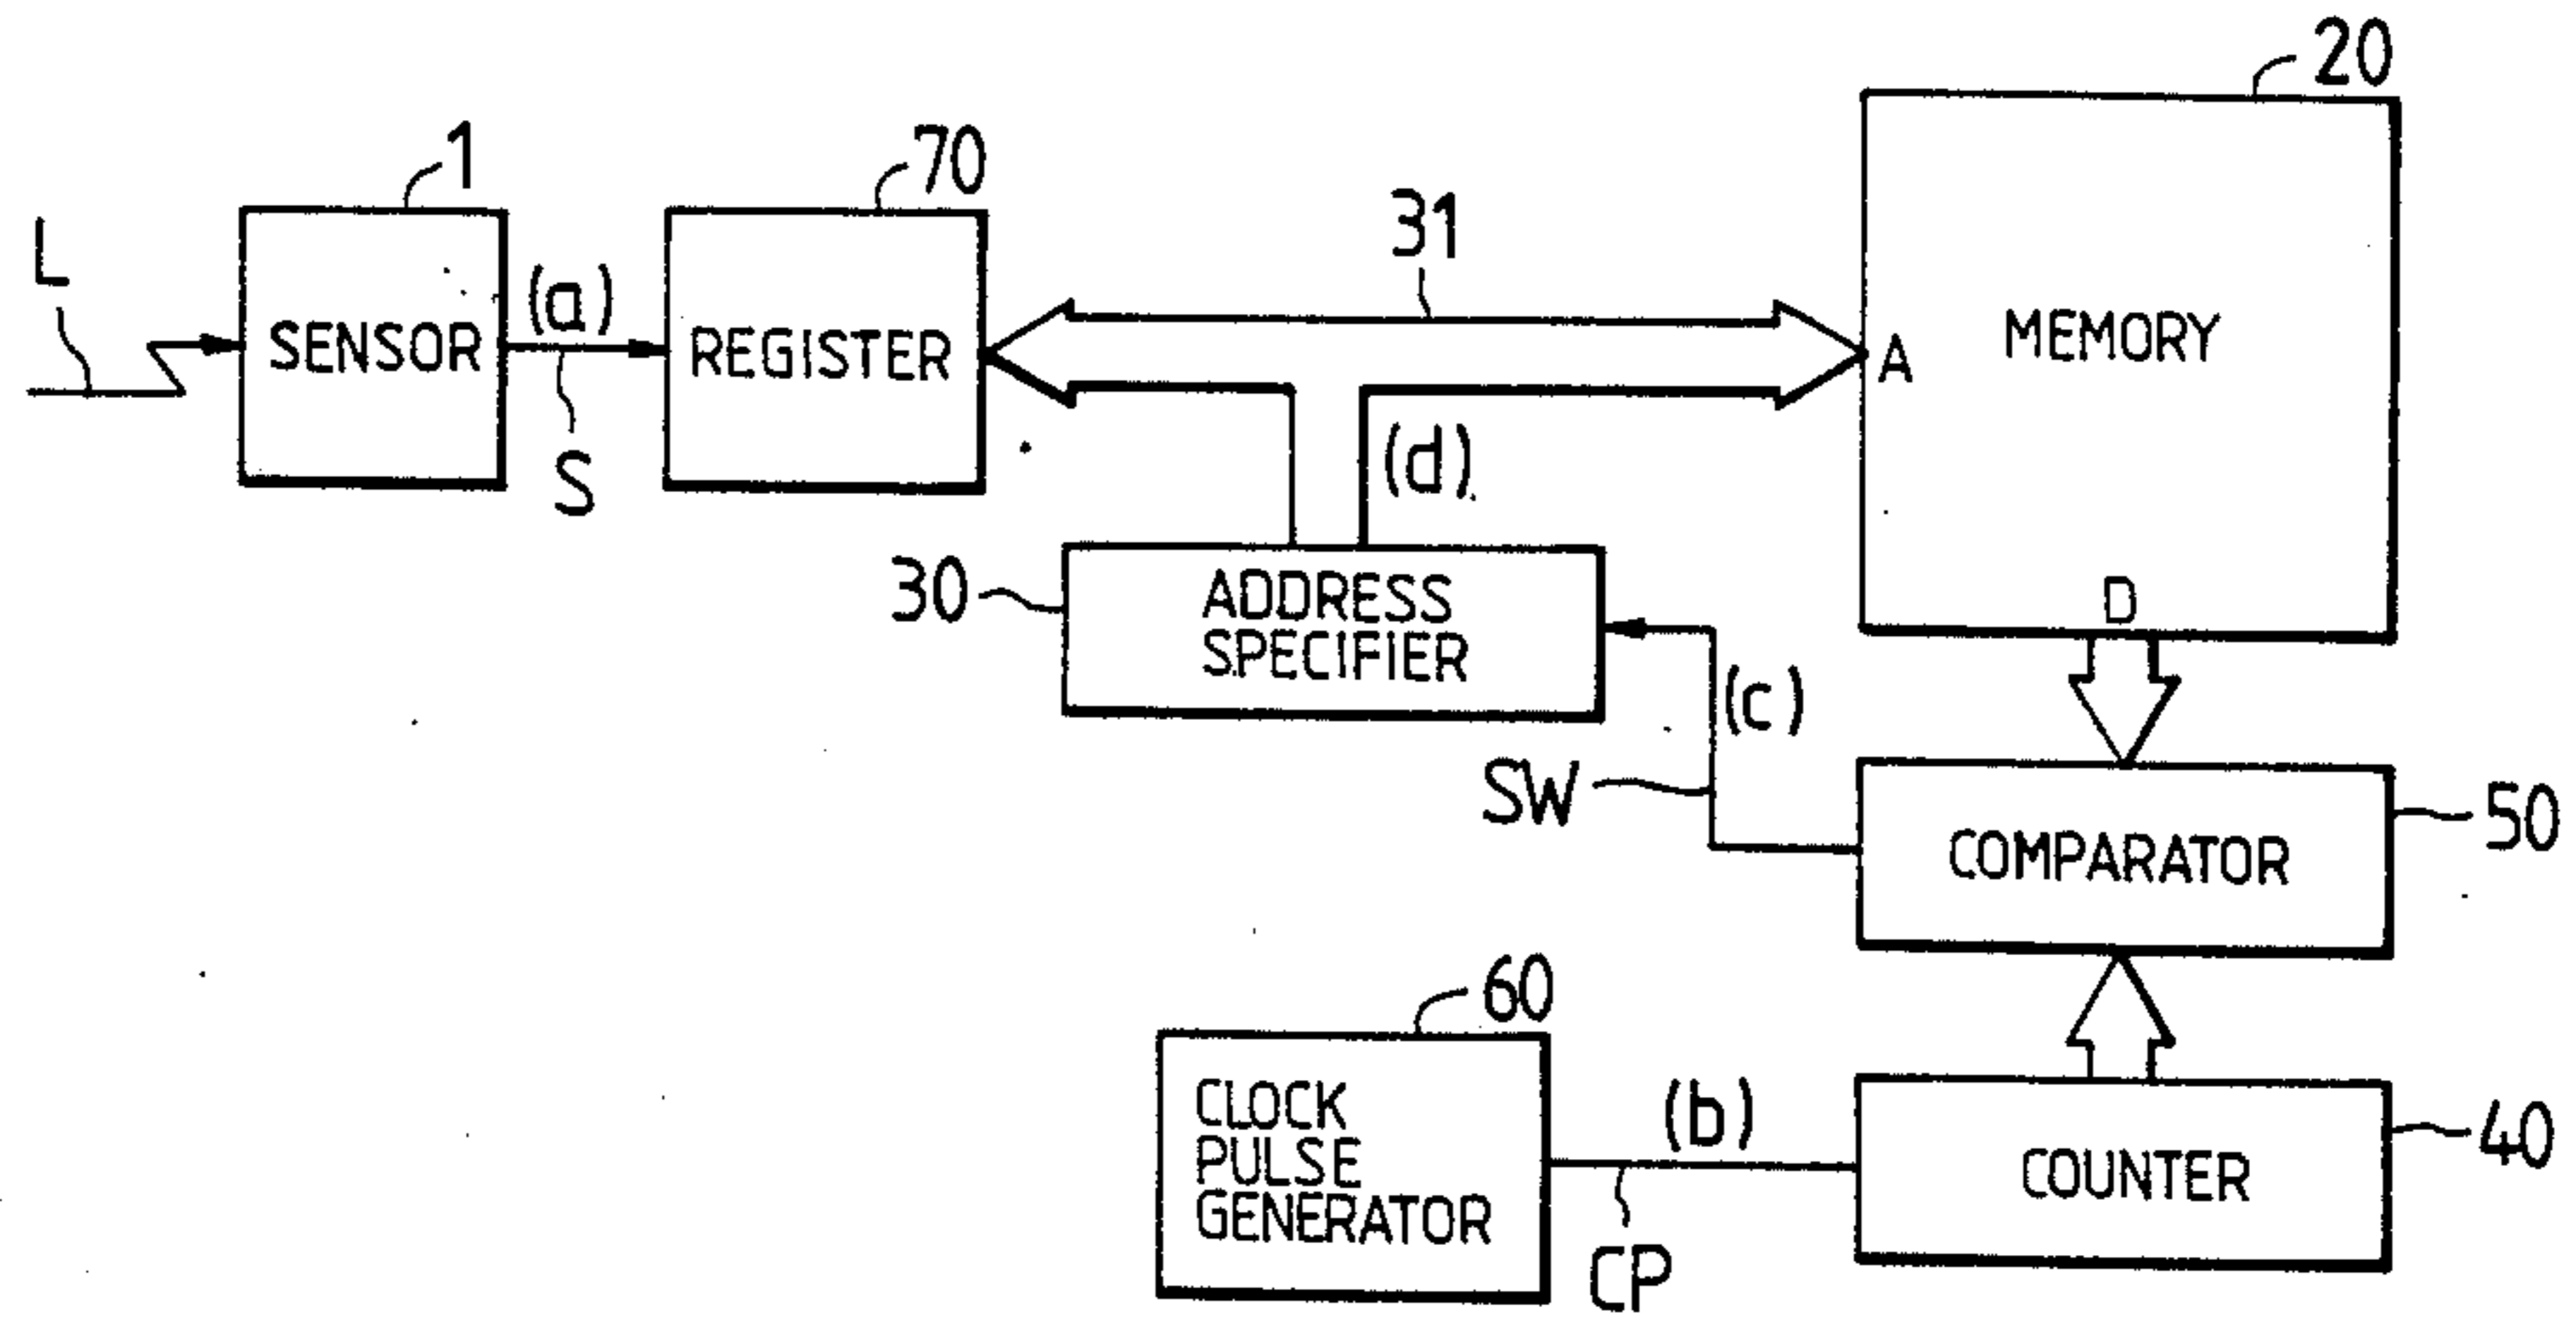 20
1
70
31
L
(a)
SENSOR
REGISTER
A
MEMORY
S
(d)
30
ADDRESS
SPECIFIER
D
(c)
SW
50
COMPARATOR
60
CLOCK
PULSE
GENERATOR
(b)
CP
COUNTER
40